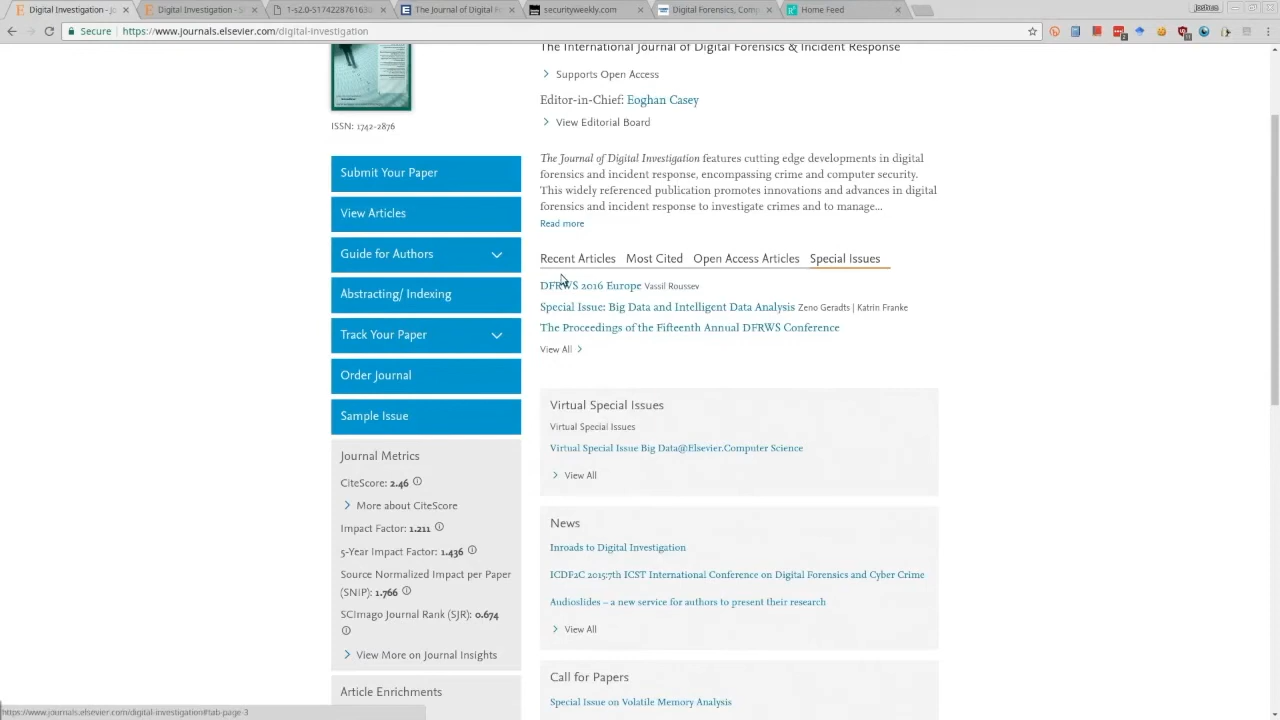 Digital Investigation - Jo
Digital Investigation - S
1-s2.0-S174228761630
The Journal of Digital F
securityweekly.com
Digital Forensics, Comp
Home Feed
Secure https://www.journals.elsevier.com/digital-investigation
The International Journal of Digital Forensics & Incident Response
Supports Open Access
Editor-in-Chief: Eoghan Casey
View Editorial Board
ISSN: 1742-2876
The Journal of Digital Investigation features cutting edge developments in digital
forensics and incident response, encompassing crime and computer security.
This widely referenced publication promotes innovations and advances in digital
forensics and incident response to investigate crimes and to manage...
Read more
Submit Your Paper
View Articles
Guide for Authors
Abstracting/ Indexing
Track Your Paper
Order Journal
Sample Issue
Recent Articles Most Cited Open Access Articles Special Issues
DFRWS 2016 Europe Vassil Roussev
Special Issue: Big Data and Intelligent Data Analysis Zeno Geradts | Katrin Franke
The Proceedings of the Fifteenth Annual DFRWS Conference
View All
Virtual Special Issues
Virtual Special Issues
Virtual Special Issue Big Data@Elsevier.Computer Science
View All
Journal Metrics
CiteScore: 2.46
More about CiteScore
Impact Factor: 1.211
5-Year Impact Factor: 1.436
Source Normalized Impact per Paper
(SNIP): 1.766
SCImago Journal Rank (SJR): 0.674
View More on Journal Insights
Article Enrichments
News
Inroads to Digital Investigation
ICDF2C 2015:7th ICST International Conference on Digital Forensics and Cyber Crime
Audioslides – a new service for authors to present their research
View All
Call for Papers
Special Issue on Volatile Memory Analysis
https://www.journals.elsevier.com/digital-investigation#tab-page-3